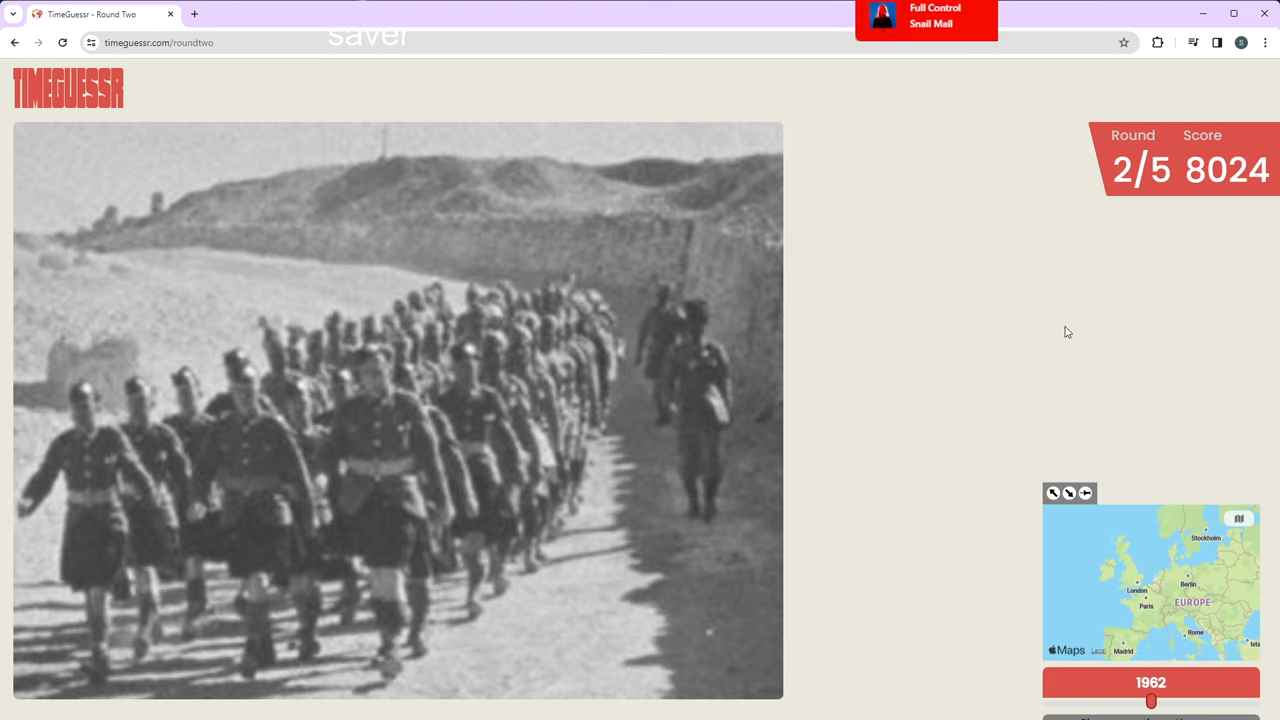 TimeGuessr - Round Two
Full Control
Snail Mail
timeguessr.com/roundtwo
saver
S
TIMEGUESSR
Round Score
2/5 8024
Stockholm
London
Berlin
Paris
EUROPE
Rome
Madrid
Maps
Legal
1962